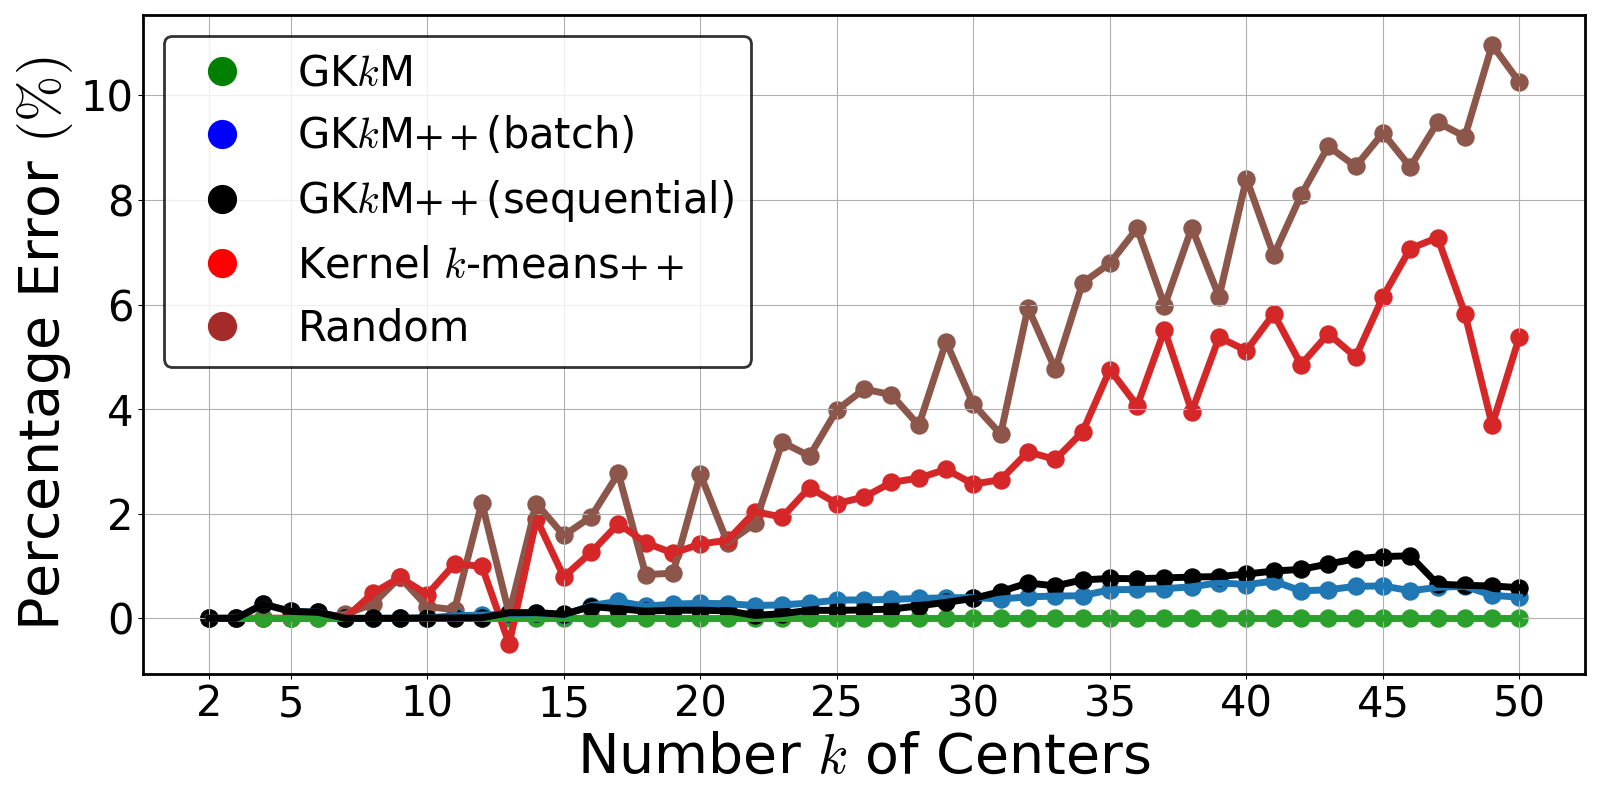 GKkM
GKkM++(batch)
GKkM++(sequential)
Kernel k-means++
Random
Percentage Error (%)
10
8
6
4
2
0
2 5 10 15 20 25 30 35 40 45 50
Number k of Centers